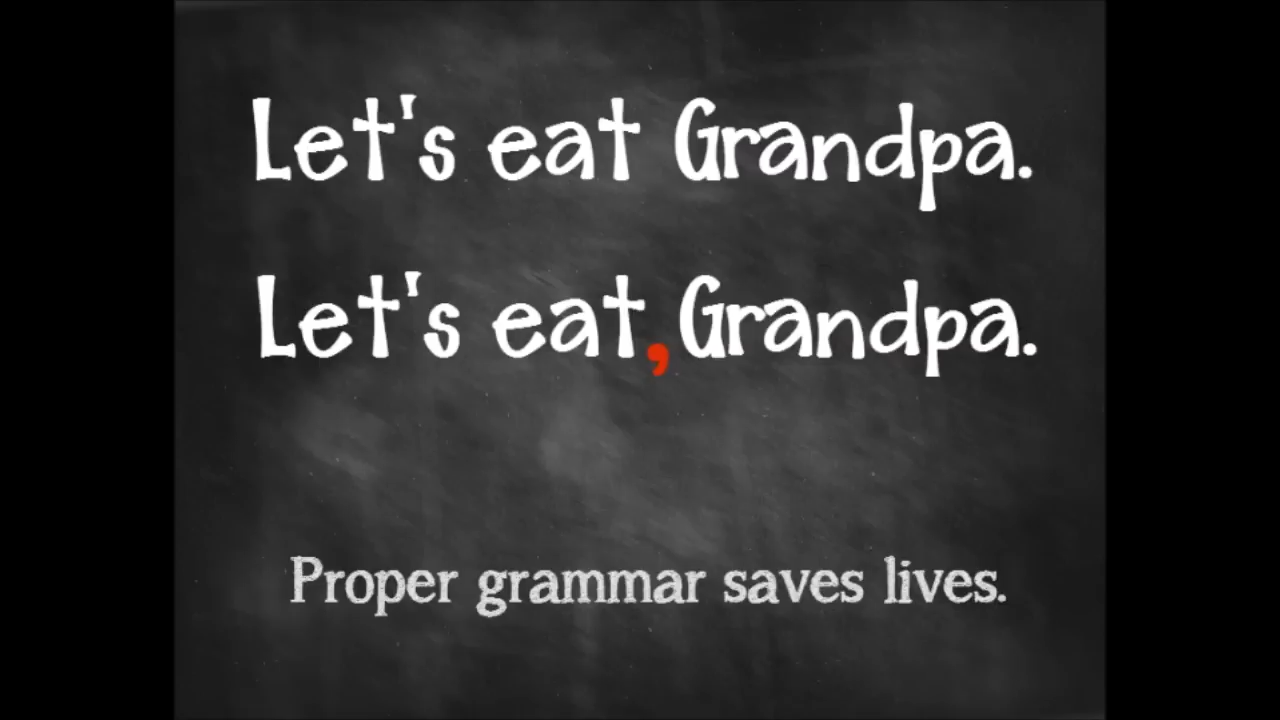 Let's eat Grandpa.
Let's eat, Grandpa.
Proper grammar saves lives.